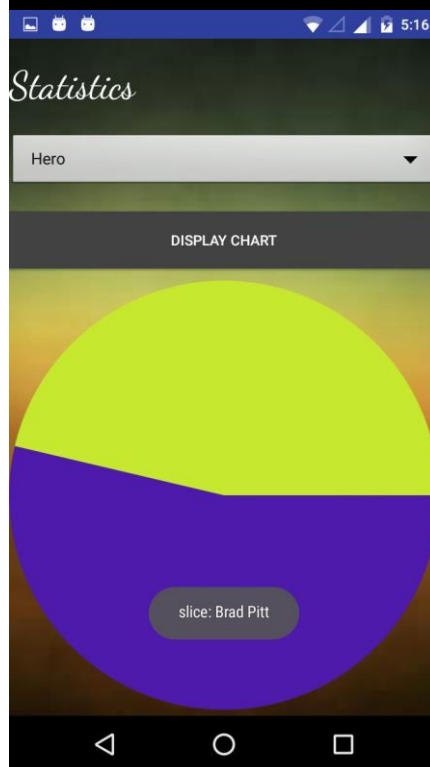 5:16
Statistics
Hero
DISPLAY CHART
slice: Brad Pitt